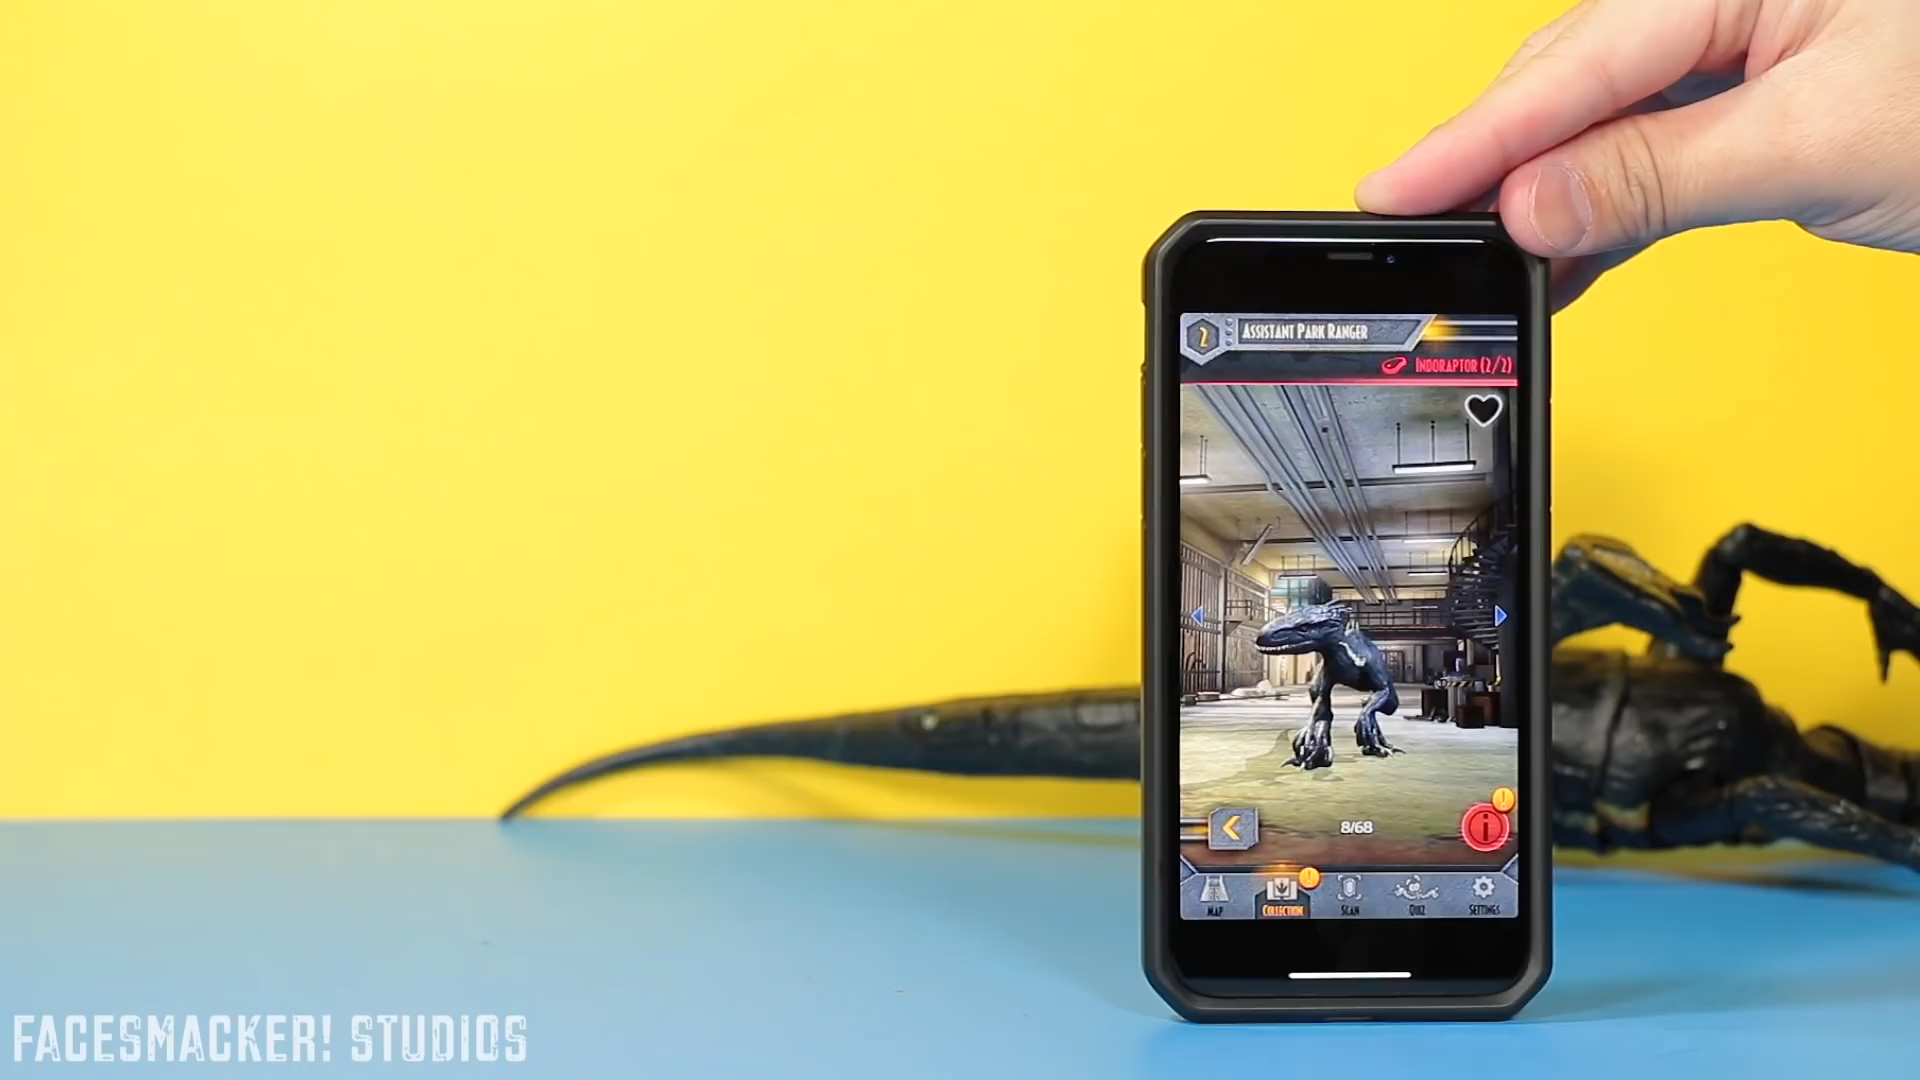 2
ASSISTANT PARK RANGER
INDORAPTOR (2/2)
8/68
i
!
!
MAP
COLLECTION
SCAN
QUIZ
SETTINGS
FACESMACKER! STUDIOS